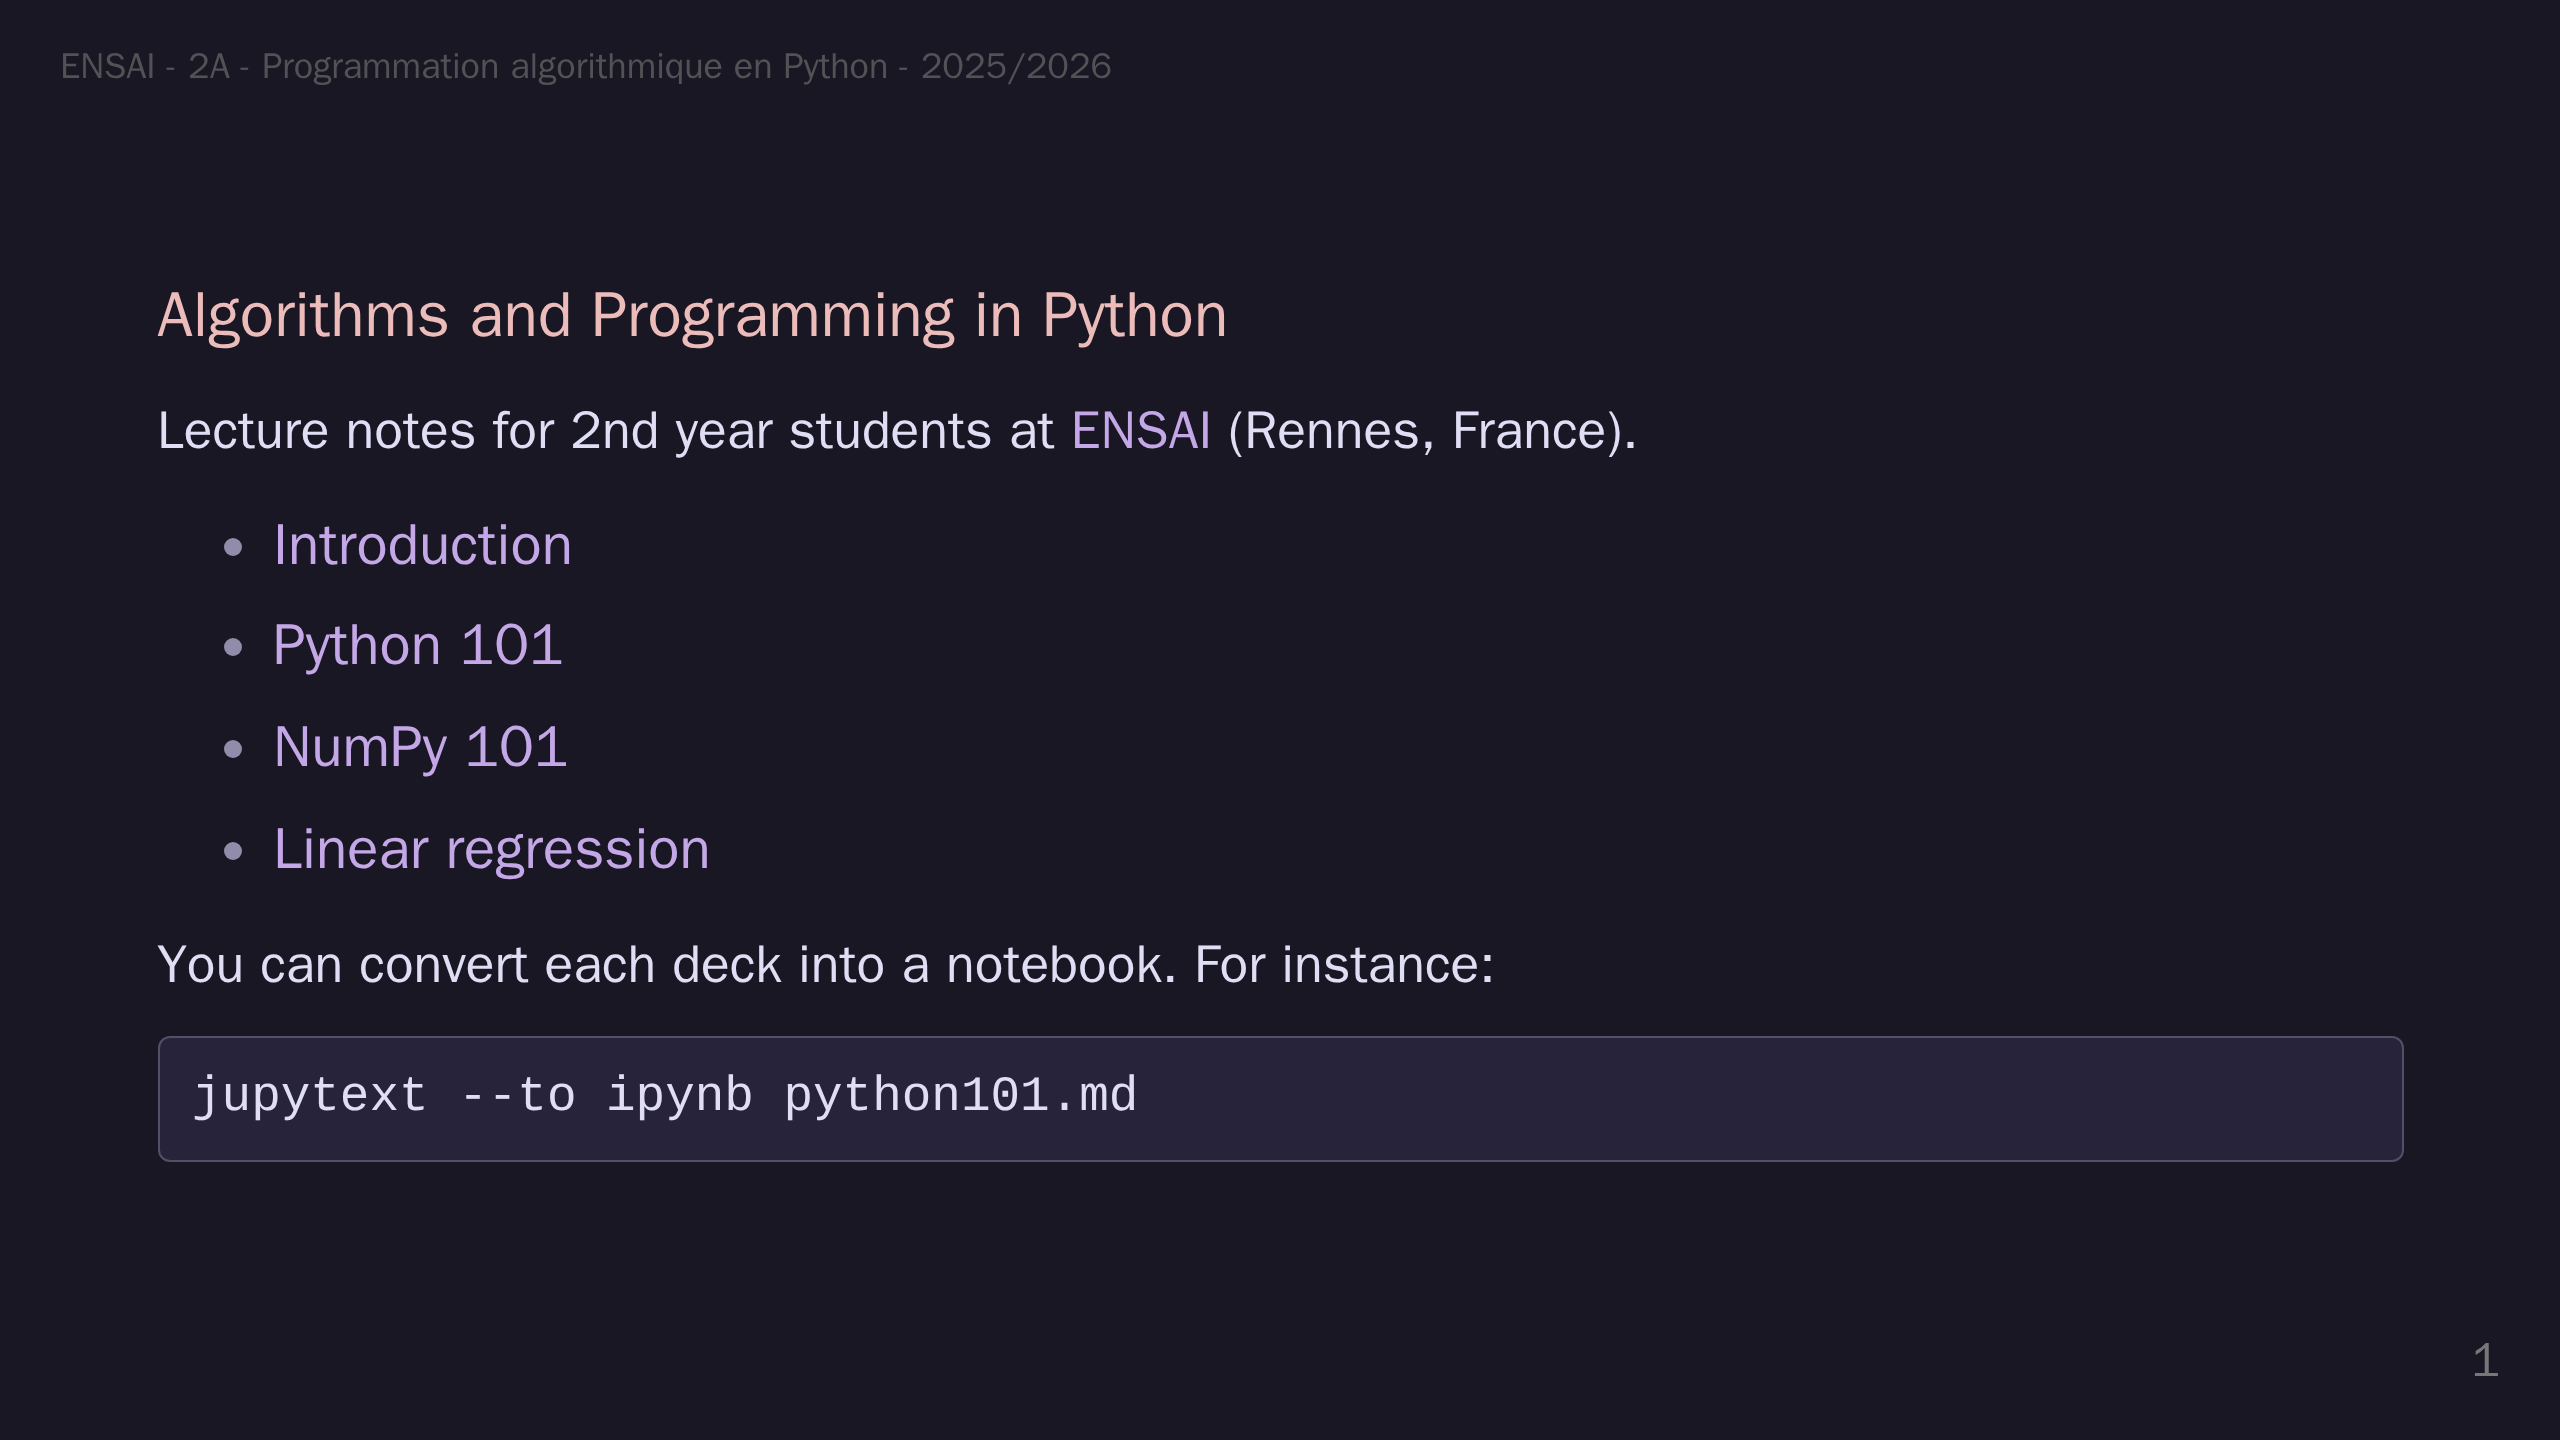 ENSAI - 2A - Programmation algorithmique en Python - 2025/2026
Algorithms and Programming in Python
Lecture notes for 2nd year students at ENSAI (Rennes, France).
• Introduction
• Python 101
• NumPy 101
• Linear regression
You can convert each deck into a notebook. For instance:
jupytext --to ipynb python101.md
1